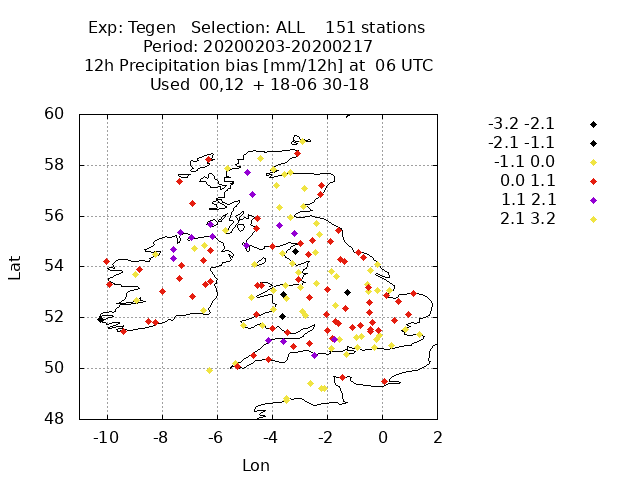 Exp: Tegen Selection: ALL 151 stations
Period: 20200203-20200217
12h Precipitation bias [mm/12h] at 06 UTC
Used 00,12 + 18-06 30-18
60
58
56
54
52
50
48
Lat
-10 -8 -6 -4 -2 0 2
Lon
-3.2 -2.1
-2.1 -1.1
-1.1 0.0
0.0 1.1
1.1 2.1
2.1 3.2